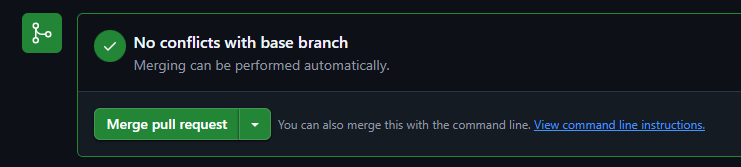 No conflicts with base branch
Merging can be performed automatically.
Merge pull request
You can also merge this with the command line. View command line instructions.